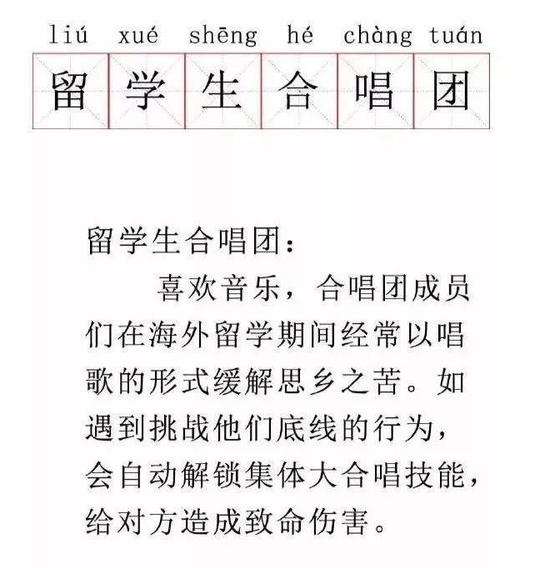 liú xué shēng hé chàng tuán
留学生合唱团
留学生合唱团：
喜欢音乐，合唱团成员
们在海外留学期间经常以唱
歌的形式缓解思乡之苦。如
遇到挑战他们底线的行为，
会自动解锁集体大合唱技能，
给对方造成致命伤害。